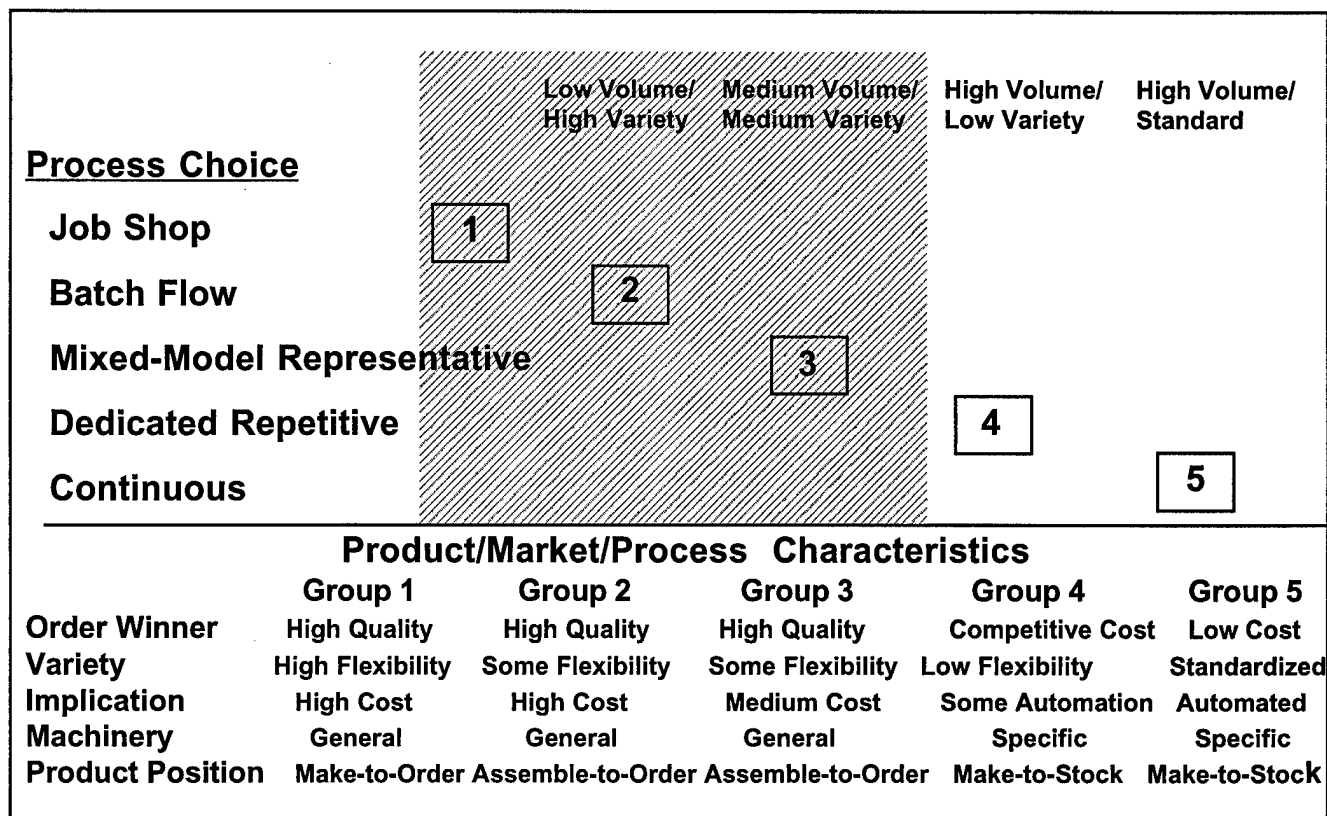 Low Volume/ Medium Volume/ High Volume/ High Volume/
High Variety Medium Variety Low Variety Standard
Process Choice
Job Shop 1
Batch Flow 2
Mixed-Model Representative 3
Dedicated Repetitive 4
Continuous 5
Product/Market/Process Characteristics
Group 1 Group 2 Group 3 Group 4 Group 5
Order Winner High Quality High Quality High Quality Competitive Cost Low Cost
Variety High Flexibility Some Flexibility Some Flexibility Low Flexibility Standardized
Implication High Cost High Cost Medium Cost Some Automation Automated
Machinery General General General Specific Specific
Product Position Make-to-Order Assemble-to-Order Assemble-to-Order Make-to-Stock Make-to-Stock